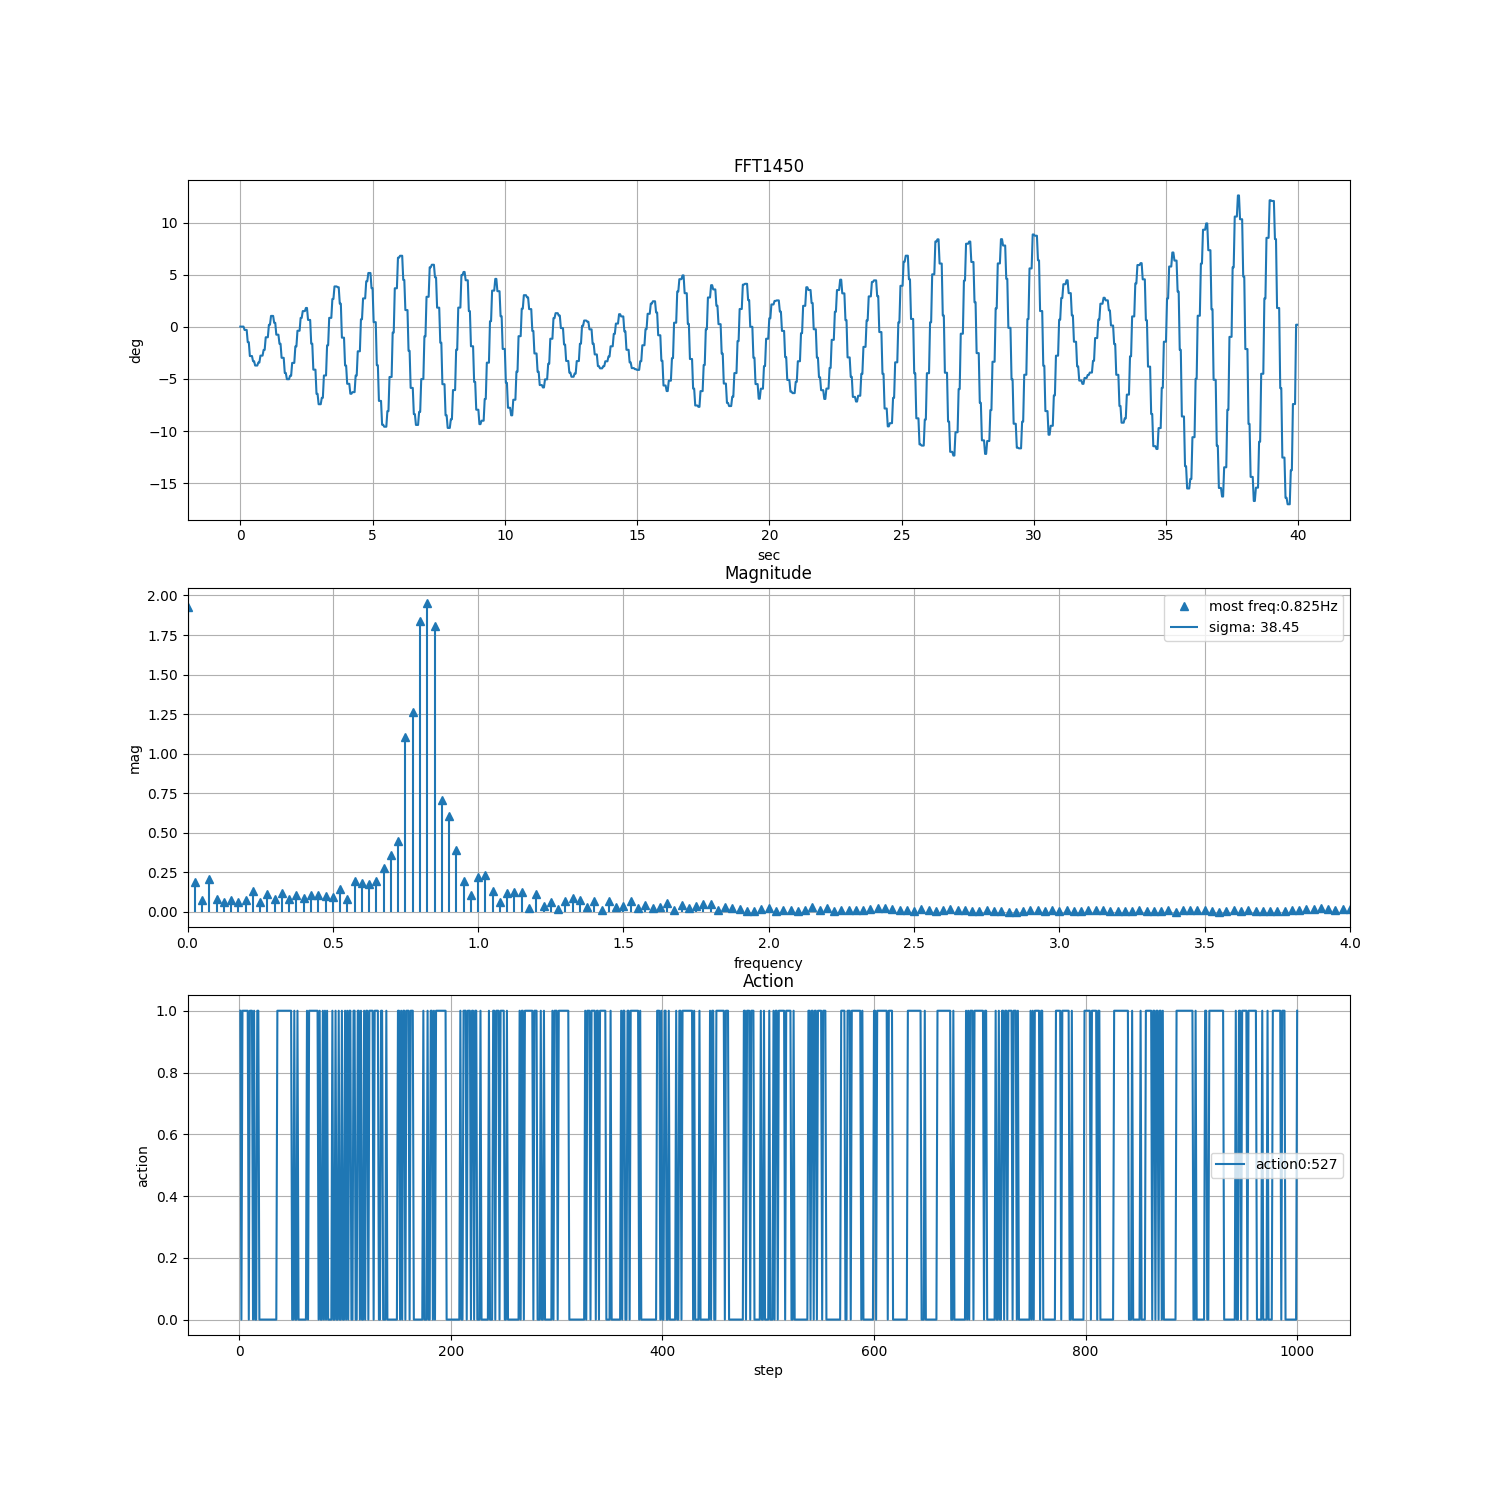 FFT1450
10
5
0
−5
−10
−15
deg
0 5 10 15 20 25 30 35 40
sec
Magnitude
2.00
1.75
1.50
1.25
1.00
0.75
0.50
0.25
0.00
mag
most freq:0.825Hz
sigma: 38.45
0.0 0.5 1.0 1.5 2.0 2.5 3.0 3.5 4.0
frequency
Action
1.0
0.8
0.6
0.4
0.2
0.0
action
action0:527
0 200 400 600 800 1000
step